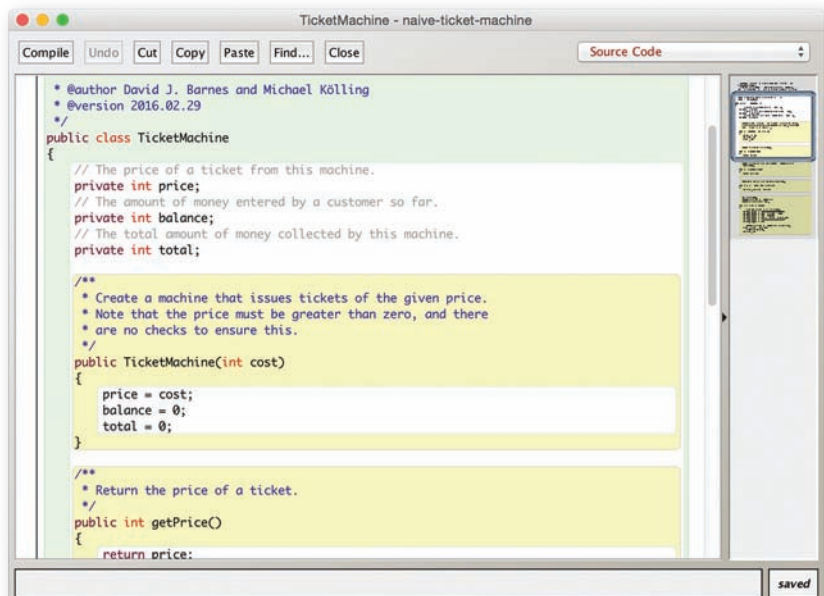 TicketMachine - naive-ticket-machine
Compile Undo Cut Copy Paste Find... Close Source Code
* @author David J. Barnes and Michael Kölling
* @version 2016.02.29
*/
public class TicketMachine
{
// The price of a ticket from this machine.
private int price;
// The amount of money entered by a customer so far.
private int balance;
// The total amount of money collected by this machine.
private int total;
/**
* Create a machine that issues tickets of the given price.
* Note that the price must be greater than zero, and there
* are no checks to ensure this.
*/
public TicketMachine(int cost)
{
price = cost;
balance = 0;
total = 0;
}
/**
* Return the price of a ticket.
*/
public int getPrice()
{
return price;
saved